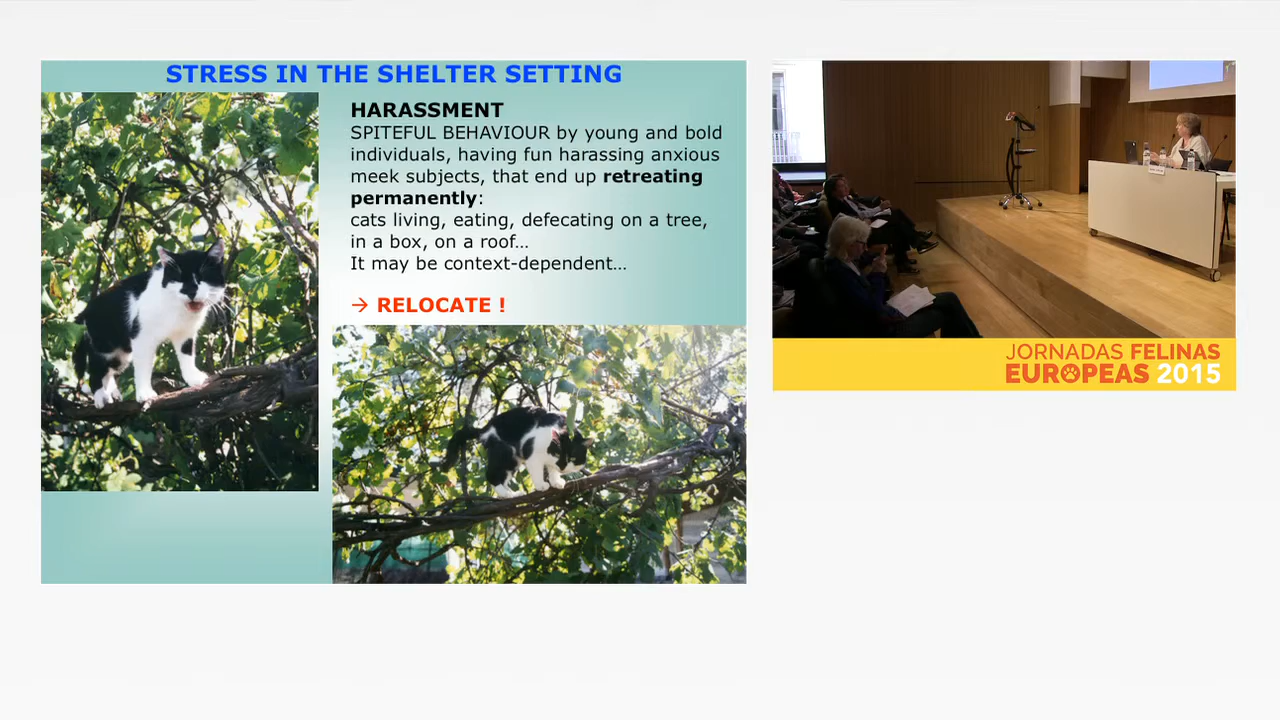 STRESS IN THE SHELTER SETTING
HARASSMENT
SPITEFUL BEHAVIOUR by young and bold
individuals, having fun harassing anxious
meek subjects, that end up retreating
permanently:
cats living, eating, defecating on a tree,
in a box, on a roof...
It may be context-dependent...
→ RELOCATE !
JORNADAS FELINAS
EUROPEAS 2015